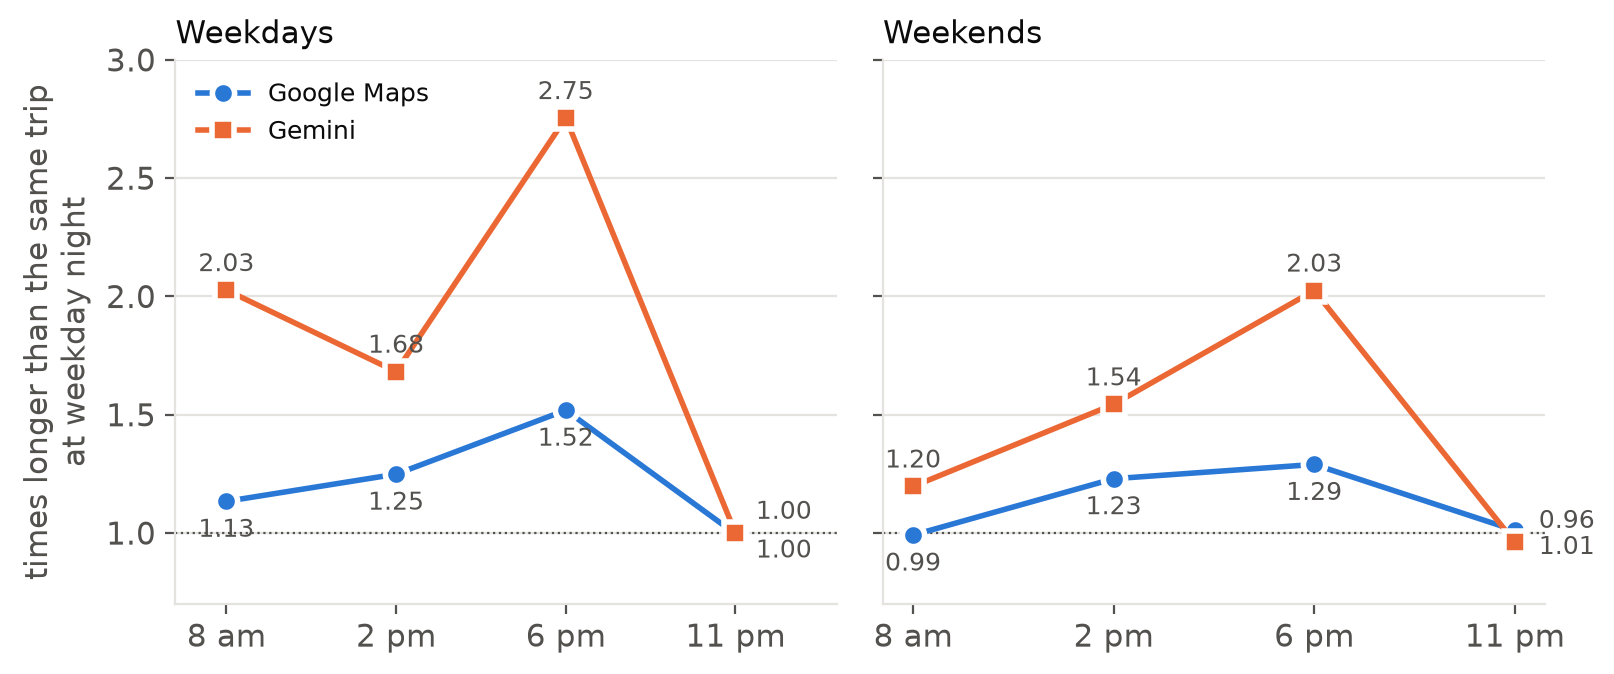 Weekdays
Weekends
times longer than the same trip
at weekday night
3.0
2.5
2.0
1.5
1.0
Google Maps
Gemini
2.03
1.68
2.75
1.00
1.13
1.25
1.52
1.00
8 am
2 pm
6 pm
11 pm
1.20
1.54
2.03
0.96
0.99
1.23
1.29
1.01
8 am
2 pm
6 pm
11 pm